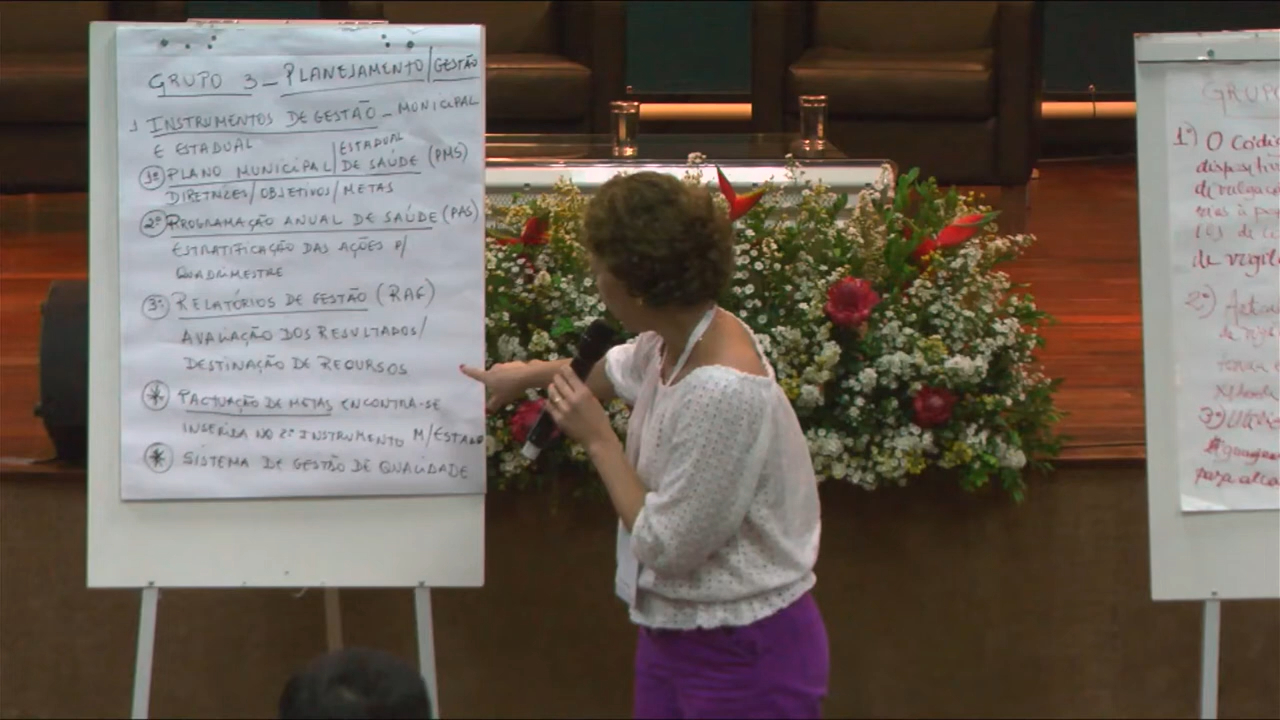 GRUPO 3 - PLANEJAMENTO/GESTÃO
INSTRUMENTOS DE GESTÃO - MUNICIPAL
E ESTADUAL
1º PLANO MUNICIPAL/ESTADUAL DE SAÚDE (PMS)
DIRETRIZES/OBJETIVOS/METAS
2º PROGRAMAÇÃO ANUAL DE SAÚDE (PAS)
ESTRATIFICAÇÃO DAS AÇÕES P/
QUADRIMESTRE
3º RELATÓRIOS DE GESTÃO (RAG)
AVALIAÇÃO DOS RESULTADOS/
DESTINAÇÃO DE RECURSOS
* PACTUAÇÃO DE METAS ENCONTRA-SE
INSERIDA NO 2º INSTRUMENTO M/ESTADO
* SISTEMA DE GESTÃO DE QUALIDADE
GRUPO
1º) O
de
2º)
de
3º)
para